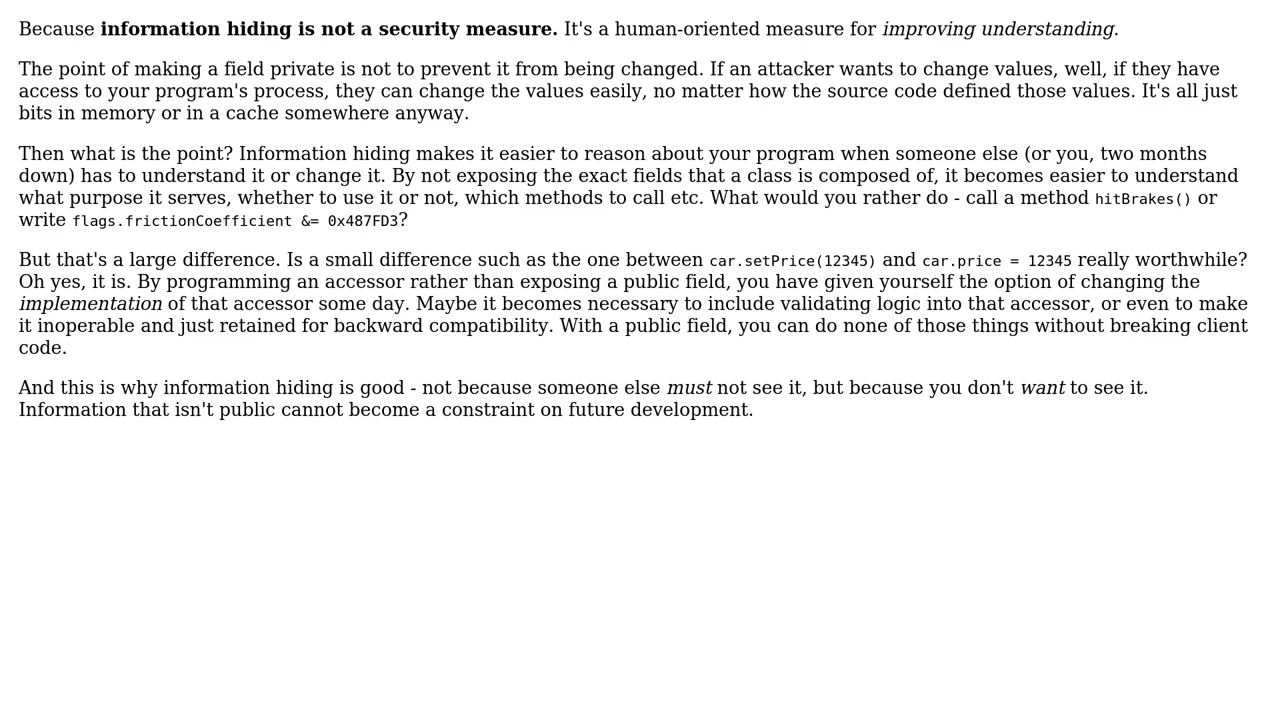 Because information hiding is not a security measure. It's a human-oriented measure for improving understanding.
The point of making a field private is not to prevent it from being changed. If an attacker wants to change values, well, if they have
access to your program's process, they can change the values easily, no matter how the source code defined those values. It's all just
bits in memory or in a cache somewhere anyway.
Then what is the point? Information hiding makes it easier to reason about your program when someone else (or you, two months
down) has to understand it or change it. By not exposing the exact fields that a class is composed of, it becomes easier to understand
what purpose it serves, whether to use it or not, which methods to call etc. What would you rather do - call a method hitBrakes() or
write flags.frictionCoefficient &= 0x487FD3?
But that's a large difference. Is a small difference such as the one between car.setPrice(12345) and car.price = 12345 really worthwhile?
Oh yes, it is. By programming an accessor rather than exposing a public field, you have given yourself the option of changing the
implementation of that accessor some day. Maybe it becomes necessary to include validating logic into that accessor, or even to make
it inoperable and just retained for backward compatibility. With a public field, you can do none of those things without breaking client
code.
And this is why information hiding is good - not because someone else must not see it, but because you don't want to see it.
Information that isn't public cannot become a constraint on future development.